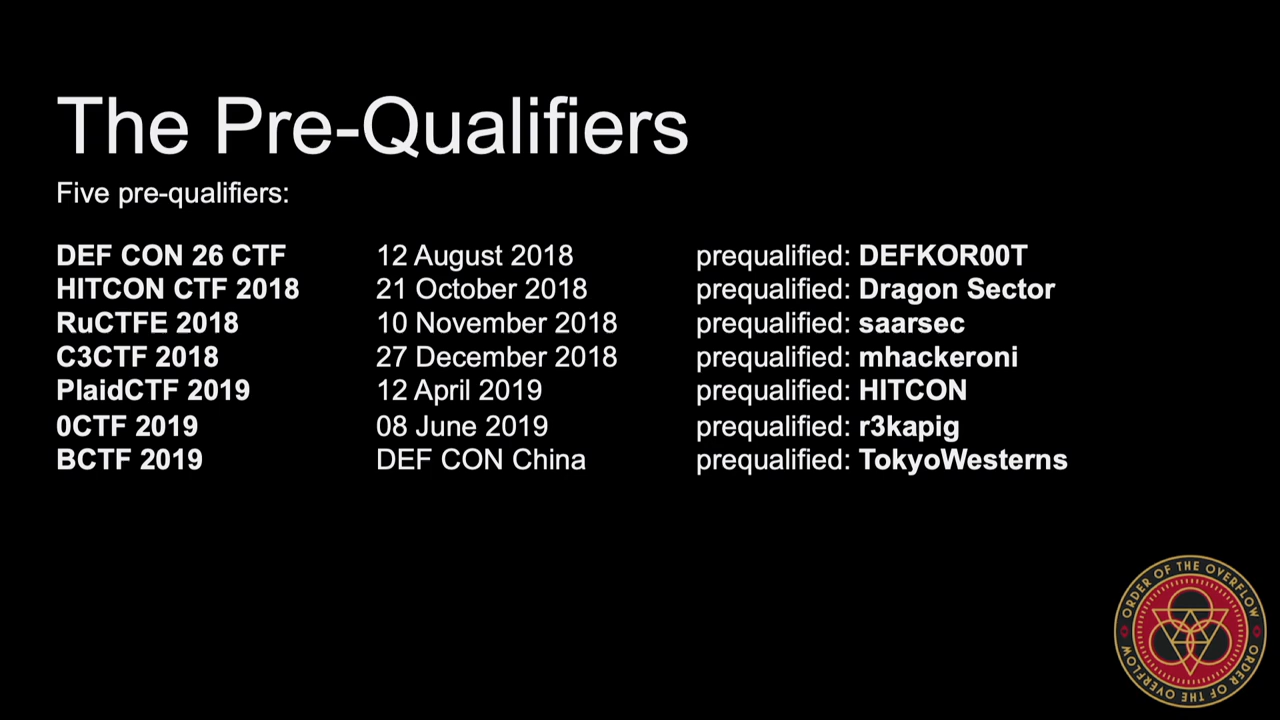 The Pre-Qualifiers
Five pre-qualifiers:
DEF CON 26 CTF 12 August 2018 prequalified: DEFKOR00T
HITCON CTF 2018 21 October 2018 prequalified: Dragon Sector
RuCTFE 2018 10 November 2018 prequalified: saarsec
C3CTF 2018 27 December 2018 prequalified: mhackeroni
PlaidCTF 2019 12 April 2019 prequalified: HITCON
0CTF 2019 08 June 2019 prequalified: r3kapig
BCTF 2019 DEF CON China prequalified: TokyoWesterns
ORDER OF THE OVERFLOW
ORDER OF THE OVERFLOW